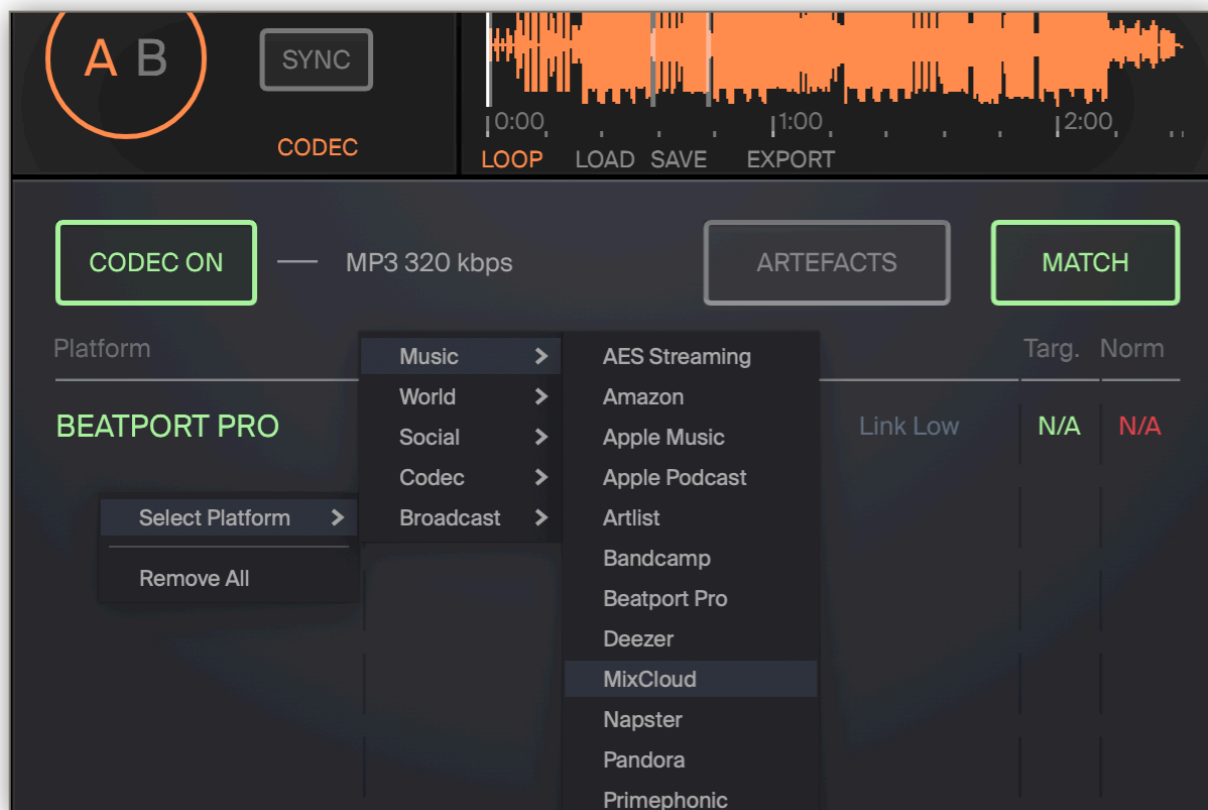 A B
SYNC
CODEC
0:00 1:00 2:00
LOOP LOAD SAVE EXPORT
CODEC ON — MP3 320 kbps ARTEFACTS MATCH
Platform Targ. Norm
BEATPORT PRO Link Low N/A N/A
Select Platform >
Remove All
Music >
World >
Social >
Codec >
Broadcast >
AES Streaming
Amazon
Apple Music
Apple Podcast
Artlist
Bandcamp
Beatport Pro
Deezer
MixCloud
Napster
Pandora
Primephonic